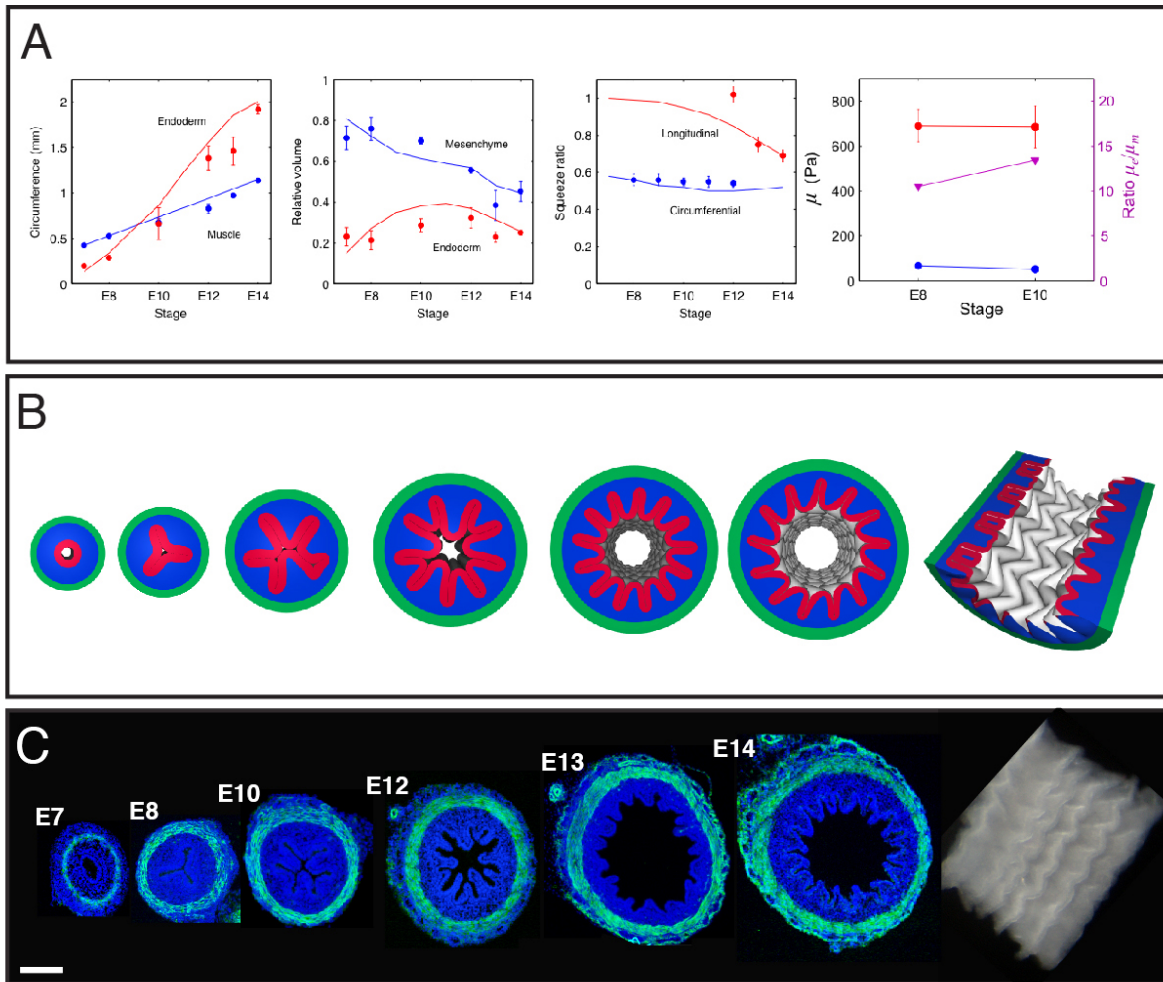 A
Circumference (mm)
2
1.5
1
0.5
0
Endoderm
Muscle
E8 E10 E12 E14
Stage
Relative volume
1
0.8
0.6
0.4
0.2
0
Mesenchyme
Endoderm
E8 E10 E12 E14
Stage
Squeeze ratio
1
0.8
0.6
0.4
0.2
0
Longitudinal
Circumferential
E8 E10 E12 E14
Stage
μ (Pa)
800
600
400
200
0
E8 E10
Stage
20
15
10
5
0
Ratio μe/μm
B
C
E7
E8
E10
E12
E13
E14